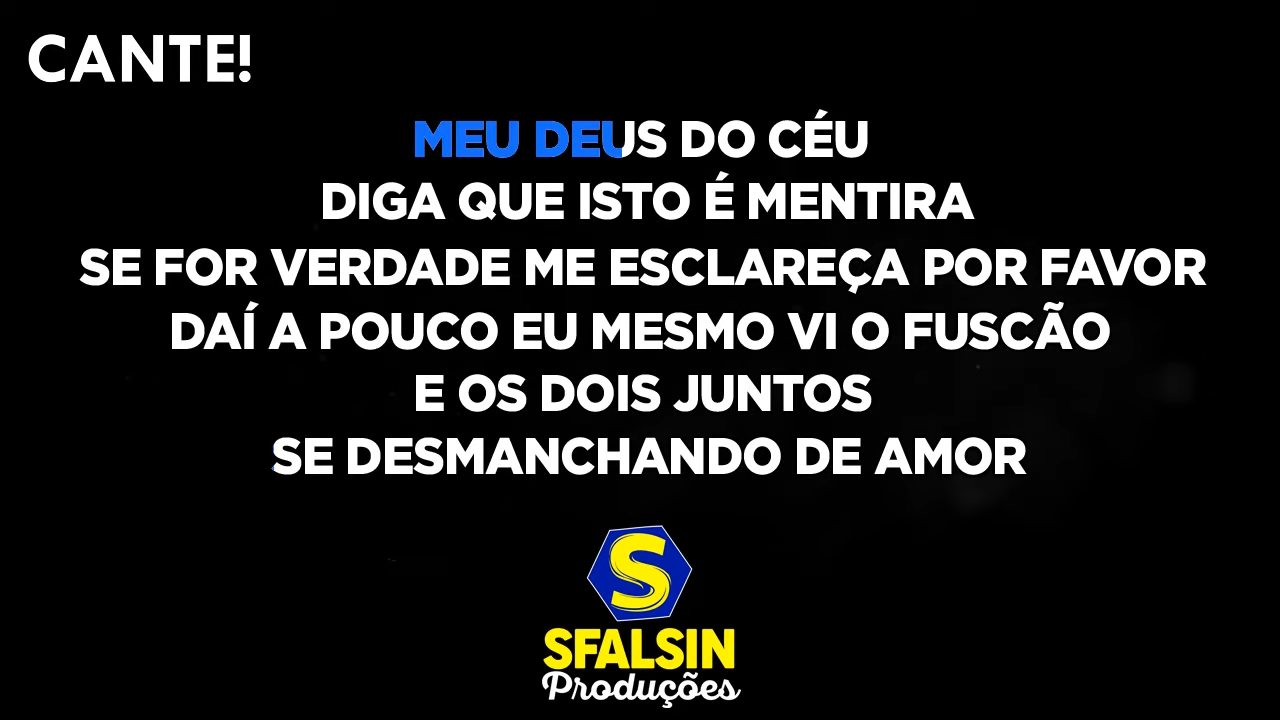 CANTE!
MEU DEUS DO CÉU
DIGA QUE ISTO É MENTIRA
SE FOR VERDADE ME ESCLAREÇA POR FAVOR
DAÍ A POUCO EU MESMO VI O FUSCÃO
E OS DOIS JUNTOS
SE DESMANCHANDO DE AMOR
S
SFALSIN
Produções